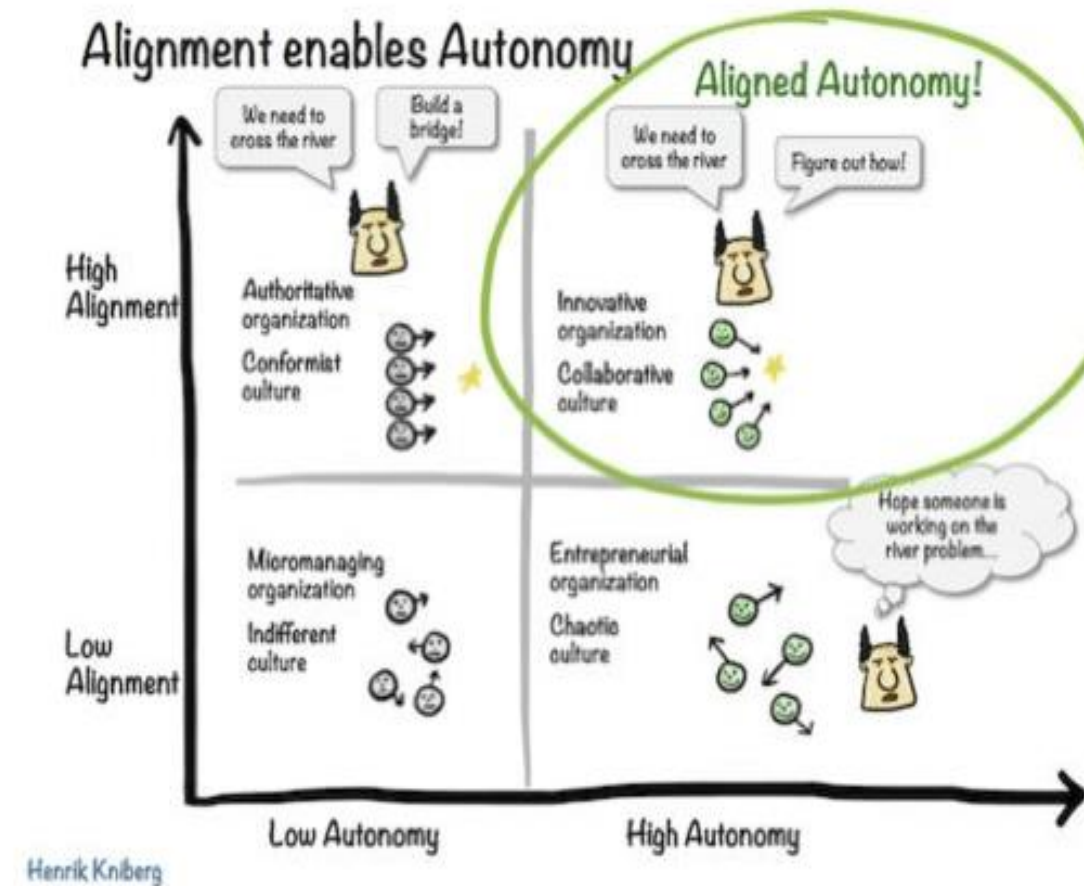 Alignment enables Autonomy
Aligned Autonomy!
We need to
cross the river
Build a
bridge!
We need to
cross the river
Figure out how!
High
Alignment
Authoritative
organization
Conformist
culture
Innovative
organization
Collaborative
culture
Hope someone is
working on the
river problem...
Low
Alignment
Micromanaging
organization
Indifferent
culture
Entrepreneurial
organization
Chaotic
culture
Low Autonomy
High Autonomy
Henrik Kniberg